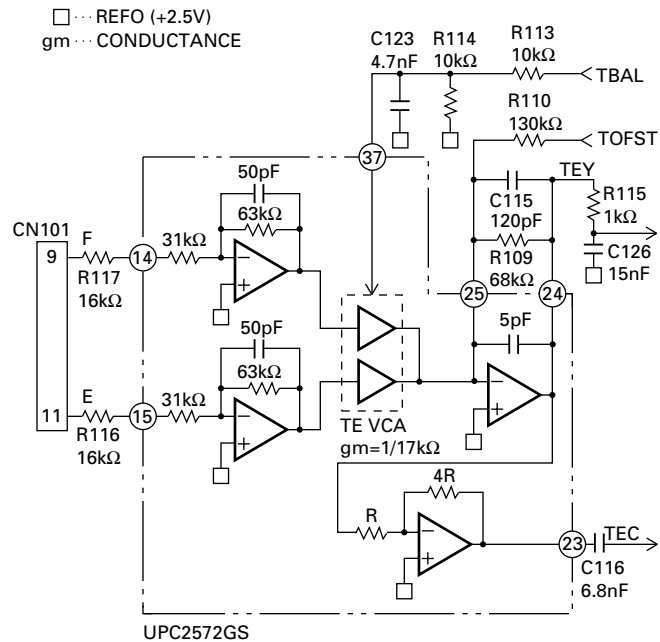 □ ··· REFO (+2.5V)
gm ··· CONDUCTANCE
C123
4.7nF
R114
10kΩ
R113
10kΩ
TBAL
R110
130kΩ
TOFST
37
TEY
50pF
63kΩ
C115
120pF
R109
68kΩ
R115
1kΩ
C126
15nF
CN101
9
F
R117
16kΩ
14
31kΩ
−
+
25
24
50pF
63kΩ
5pF
11
E
R116
16kΩ
15
31kΩ
−
+
−
+
TE VCA
gm=1/17kΩ
4R
R
−
+
23
TEC
C116
6.8nF
UPC2572GS